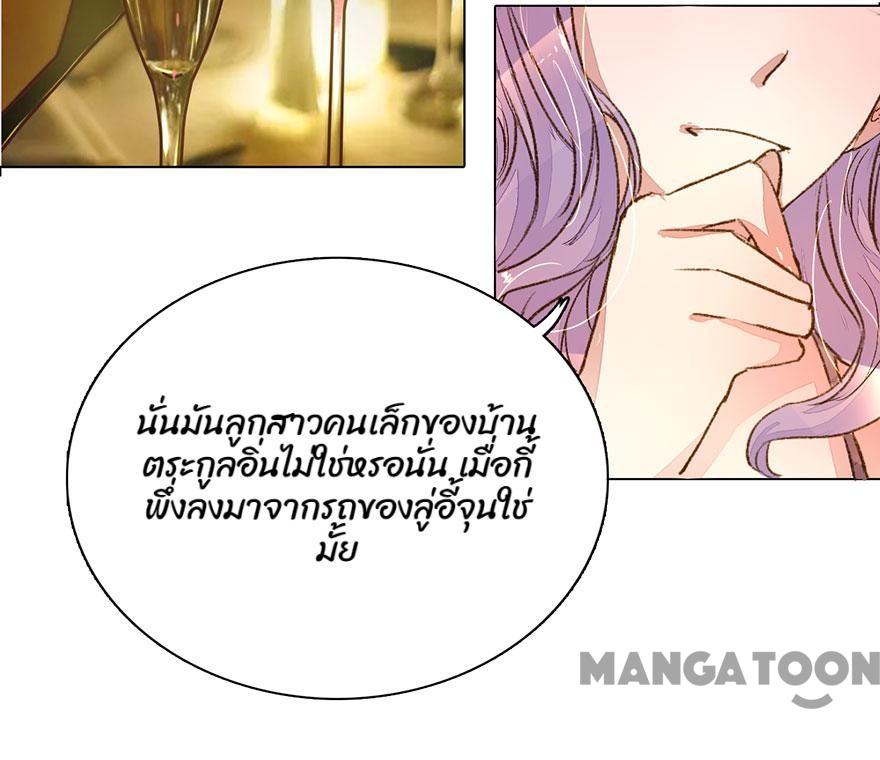 นั่นมันลูกสาวคนเล็กของบ้าน
ตระกูลอิ๋นไม่ใช่หรอนั่น เมื่อกี้
พึ่งลงมาจากรถของลู่อี้จุนใช่
มั้ย
MANGATOON